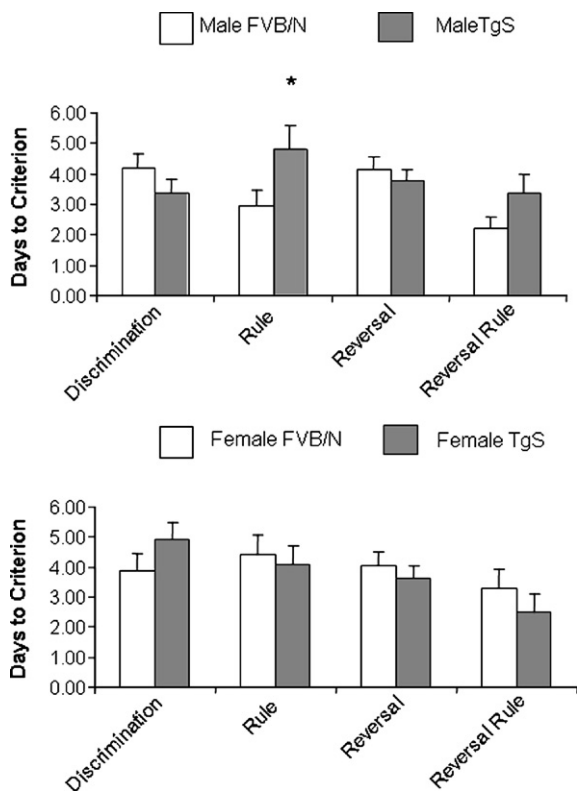 Male FVB/N MaleTgS
*
Days to Criterion
6.00
5.00
4.00
3.00
2.00
1.00
0.00
Discrimination
Rule
Reversal
Reversal Rule
Female FVB/N Female TgS
Days to Criterion
6.00
5.00
4.00
3.00
2.00
1.00
0.00
Discrimination
Rule
Reversal
Reversal Rule